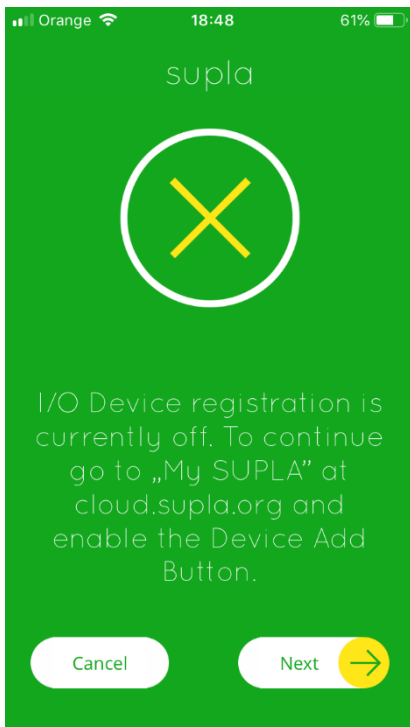 Orange 18:48 61%
supla
I/O Device registration is
currently off. To continue
go to „My SUPLA” at
cloud.supla.org and
enable the Device Add
Button.
Cancel Next